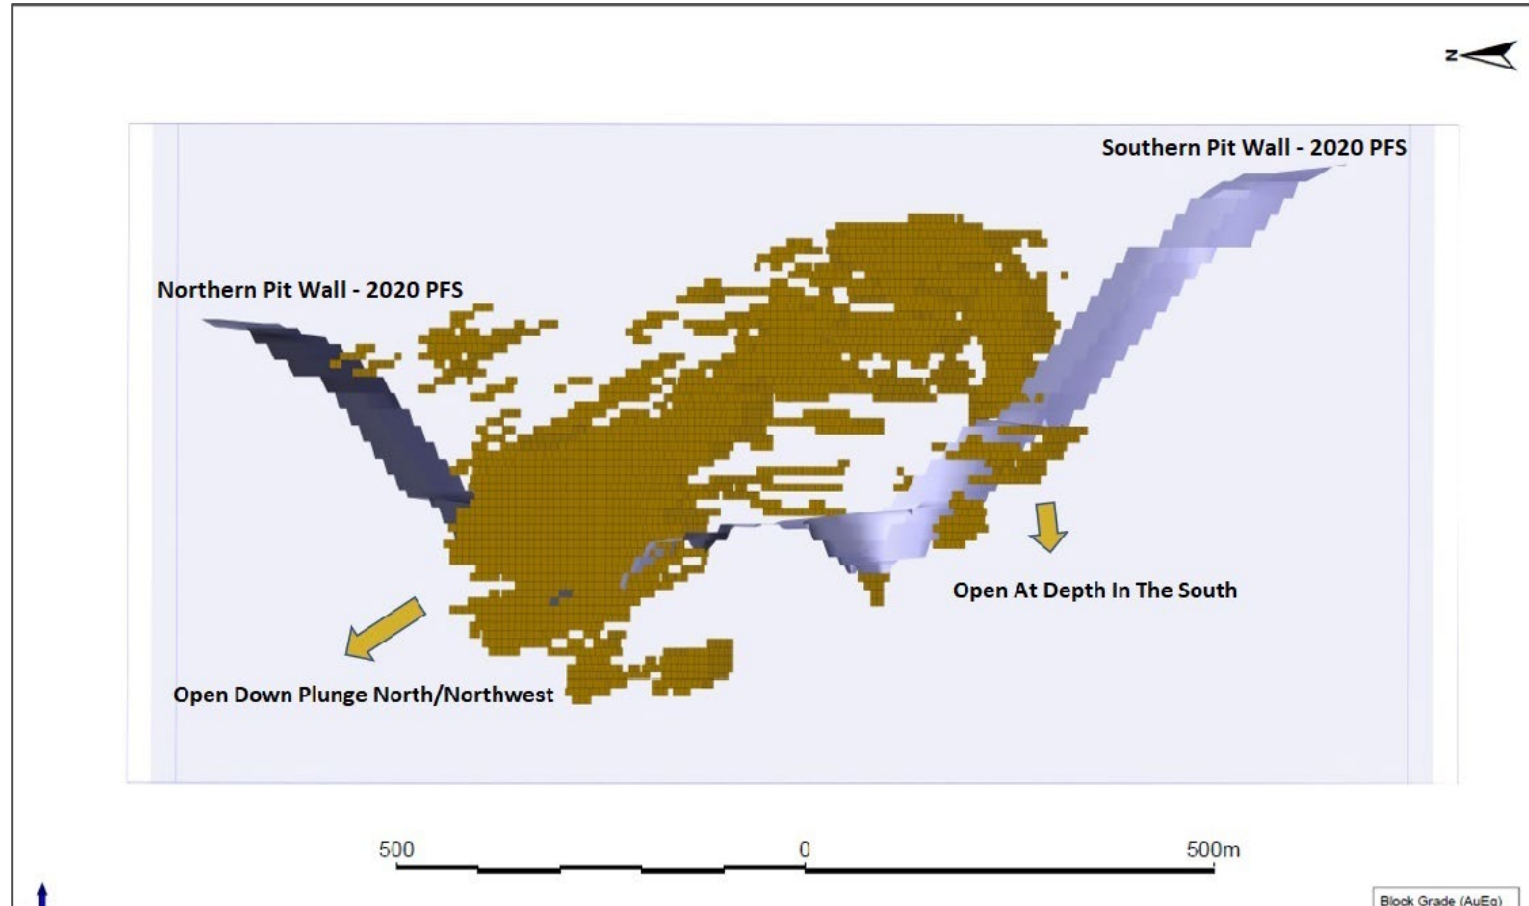 N
Southern Pit Wall - 2020 PFS
Northern Pit Wall - 2020 PFS
Open At Depth In The South
Open Down Plunge North/Northwest
500 0 500m
Block Grade (AuEq)